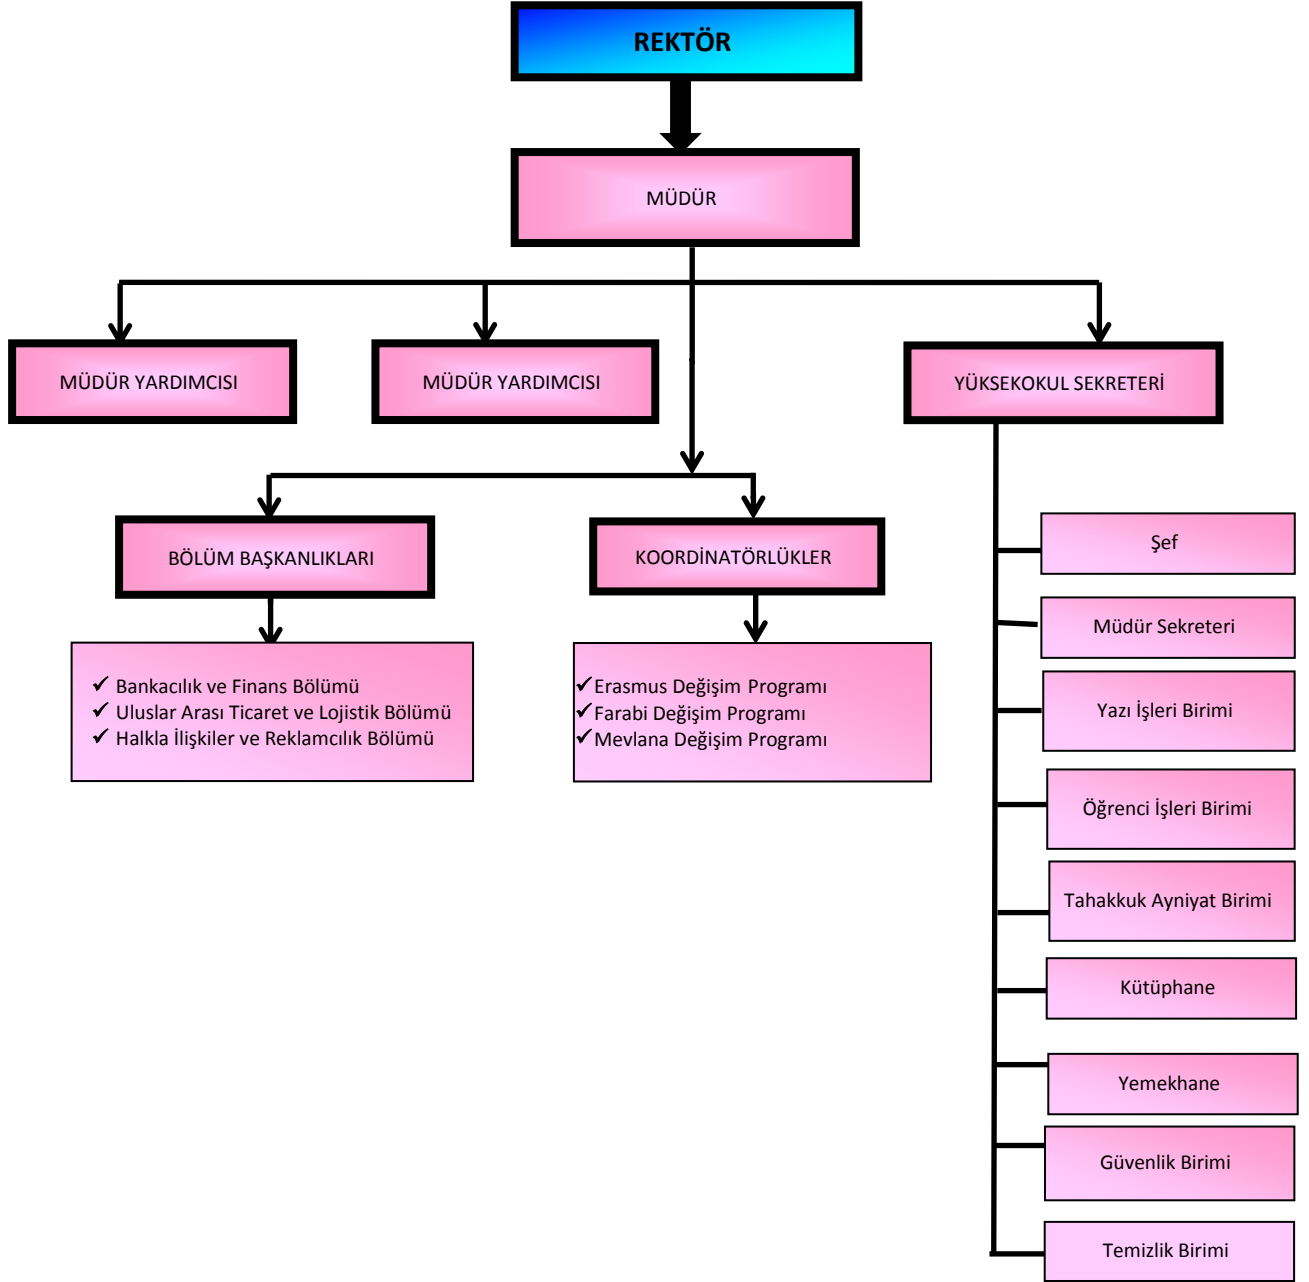 REKTÖR
MÜDÜR
MÜDÜR YARDIMCISI
MÜDÜR YARDIMCISI
YÜKSEKOKUL SEKRETERİ
BÖLÜM BAŞKANLIKLARI
KOORDİNATÖRLÜKLER
✓ Bankacılık ve Finans Bölümü
✓ Uluslar Arası Ticaret ve Lojistik Bölümü
✓ Halkla İlişkiler ve Reklamcılık Bölümü
✓ Erasmus Değişim Programı
✓ Farabi Değişim Programı
✓ Mevlana Değişim Programı
Şef
Müdür Sekreteri
Yazı İşleri Birimi
Öğrenci İşleri Birimi
Tahakkuk Ayniyat Birimi
Kütüphane
Yemekhane
Güvenlik Birimi
Temizlik Birimi